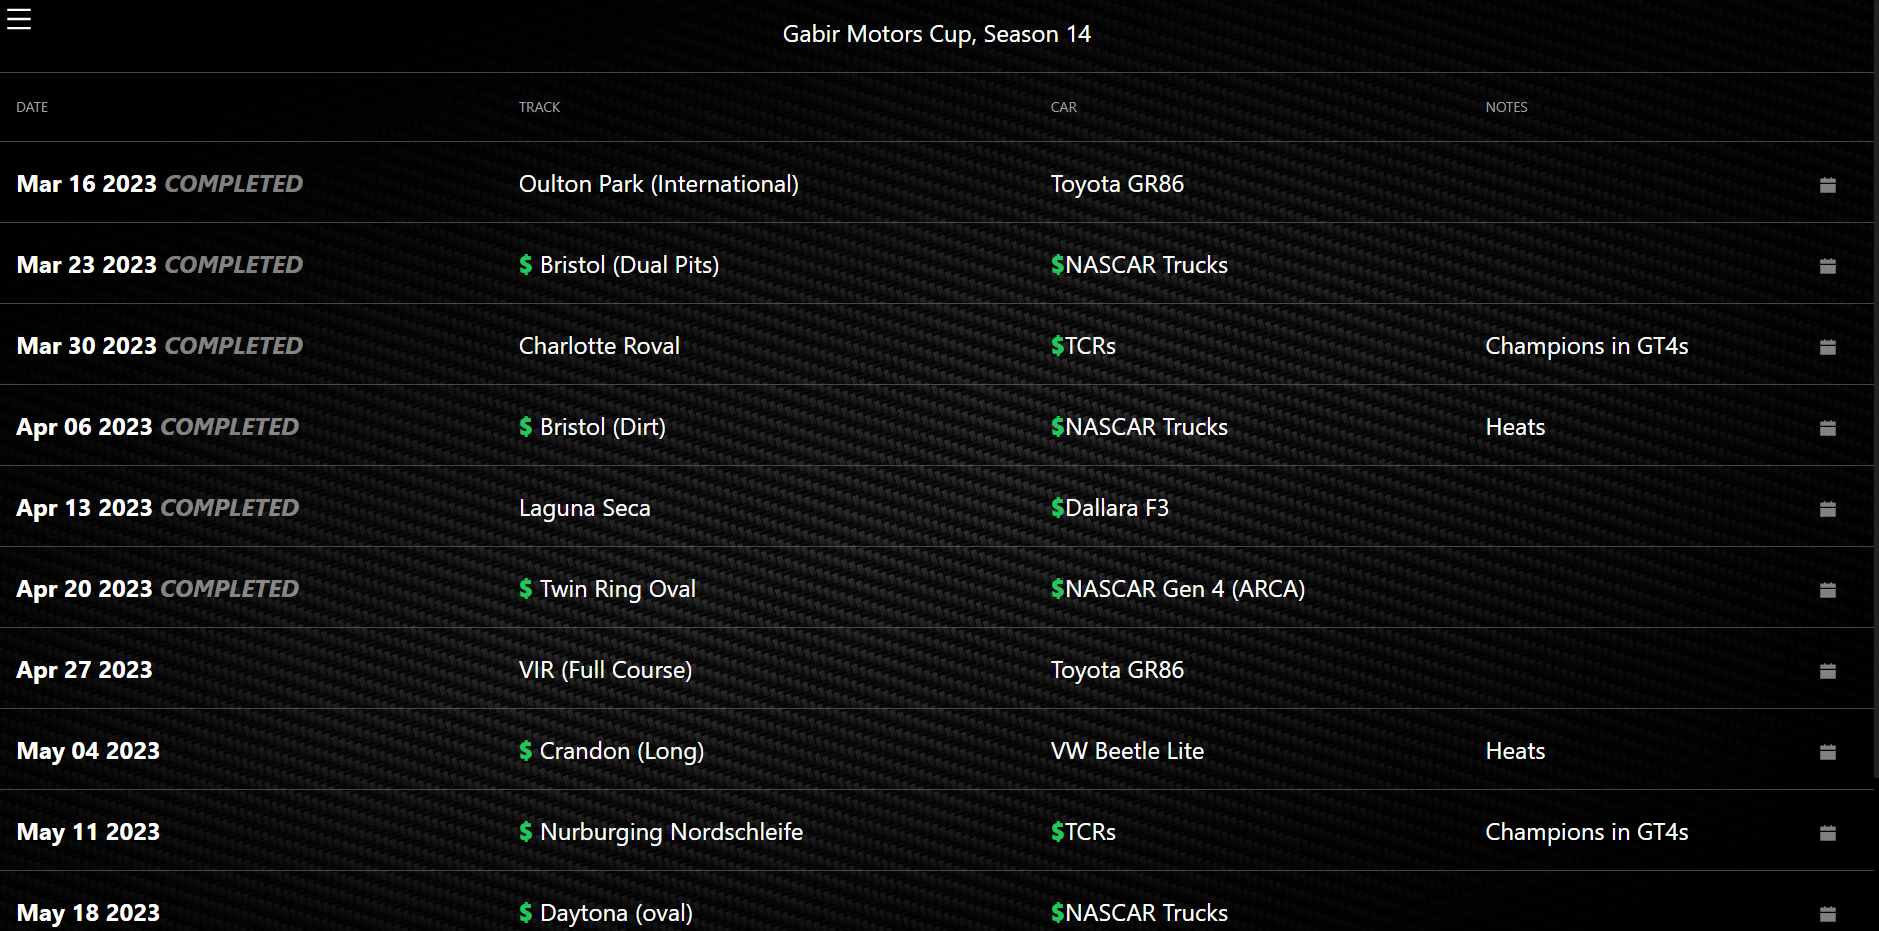 Gabir Motors Cup, Season 14
DATE TRACK CAR NOTES
Mar 16 2023 COMPLETED Oulton Park (International) Toyota GR86
Mar 23 2023 COMPLETED $ Bristol (Dual Pits) $NASCAR Trucks
Mar 30 2023 COMPLETED Charlotte Roval $TCRs Champions in GT4s
Apr 06 2023 COMPLETED $ Bristol (Dirt) $NASCAR Trucks Heats
Apr 13 2023 COMPLETED Laguna Seca $Dallara F3
Apr 20 2023 COMPLETED $ Twin Ring Oval $NASCAR Gen 4 (ARCA)
Apr 27 2023 VIR (Full Course) Toyota GR86
May 04 2023 $ Crandon (Long) VW Beetle Lite Heats
May 11 2023 $ Nurburging Nordschleife $TCRs Champions in GT4s
May 18 2023 $ Daytona (oval) $NASCAR Trucks